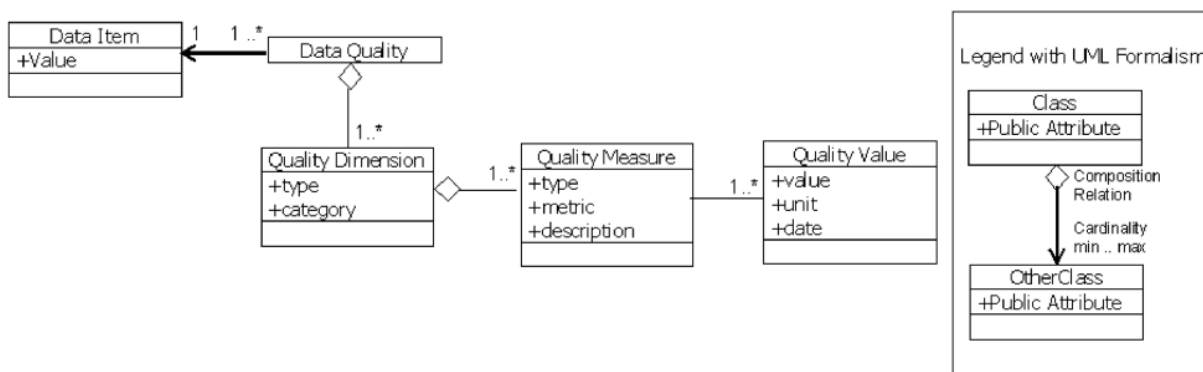 Data Item
+Value
1
1..*
Data Quality
1..*
Quality Dimension
+type
+category
1..*
Quality Measure
+type
+metric
+description
1..*
Quality Value
+value
+unit
+date
Legend with UML Formalism
Class
+Public Attribute
Composition
Relation
Cardinality
min .. max
OtherClass
+Public Attribute